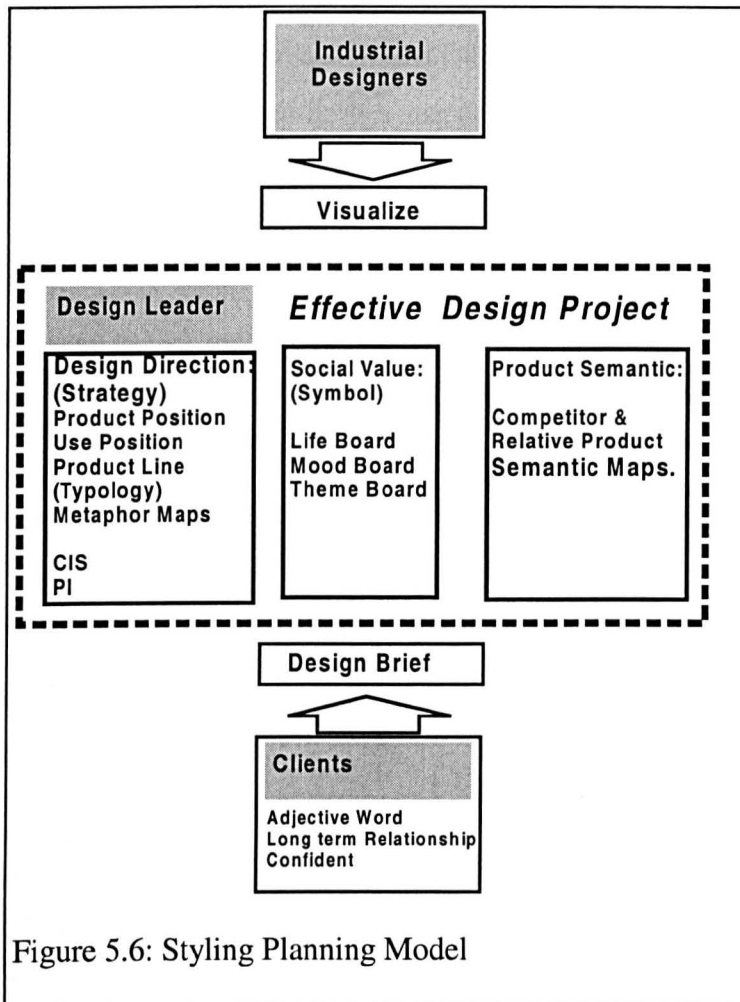 Industrial
Designers
Visualize
Design Leader
Effective Design Project
Design Direction:
(Strategy)
Product Position
Use Position
Product Line
(Typology)
Metaphor Maps
CIS
PI
Social Value:
(Symbol)
Life Board
Mood Board
Theme Board
Product Semantic:
Competitor &
Relative Product
Semantic Maps.
Design Brief
Clients
Adjective Word
Long term Relationship
Confident
Figure 5.6: Styling Planning Model